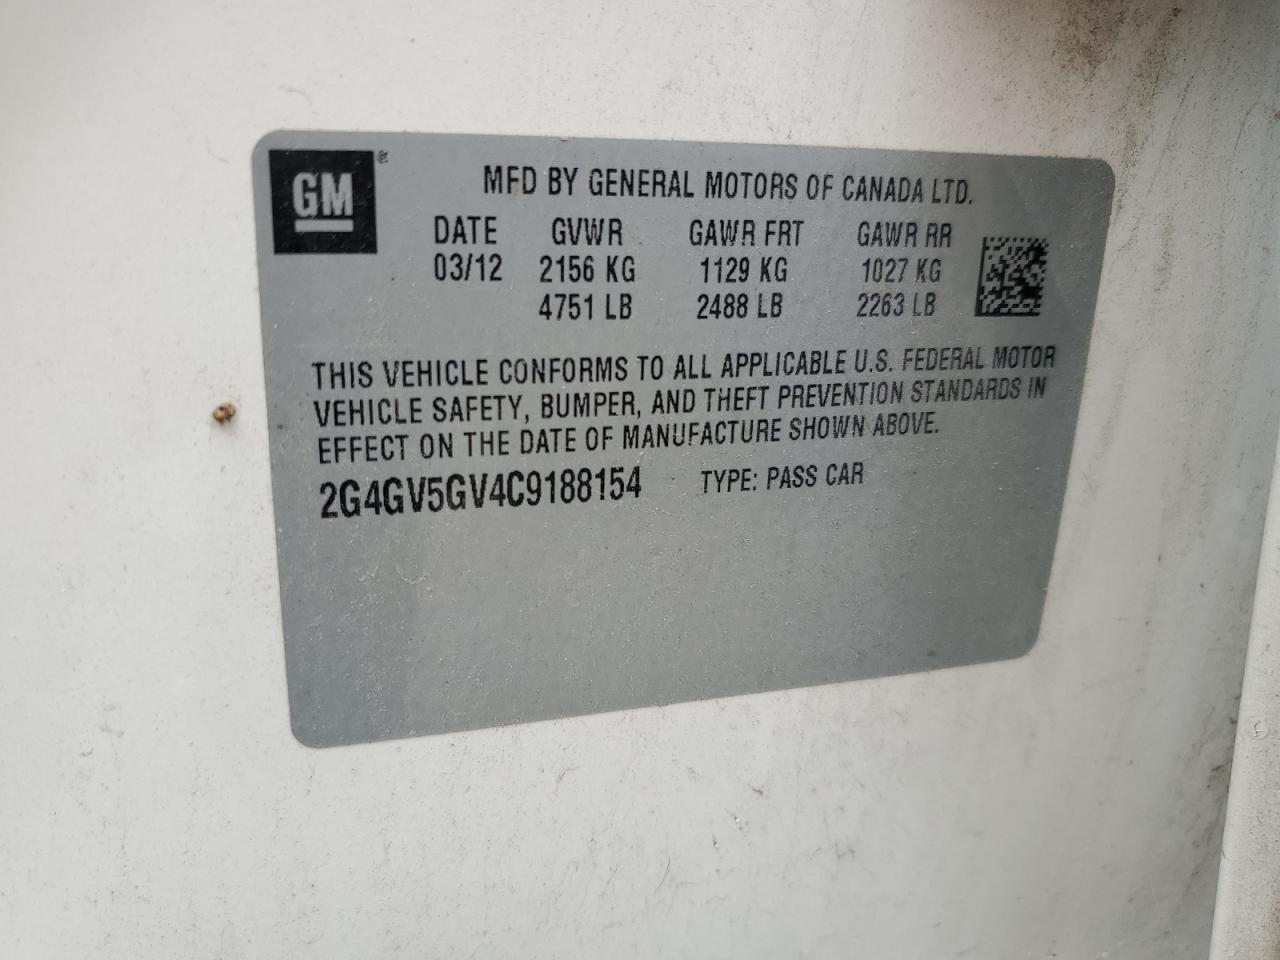 GM®
MFD BY GENERAL MOTORS OF CANADA LTD.
DATE GVWR GAWR FRT GAWR RR
03/12 2156 KG 1129 KG 1027 KG
4751 LB 2488 LB 2263 LB
THIS VEHICLE CONFORMS TO ALL APPLICABLE U.S. FEDERAL MOTOR
VEHICLE SAFETY, BUMPER, AND THEFT PREVENTION STANDARDS IN
EFFECT ON THE DATE OF MANUFACTURE SHOWN ABOVE.
2G4GV5GV4C9188154 TYPE: PASS CAR